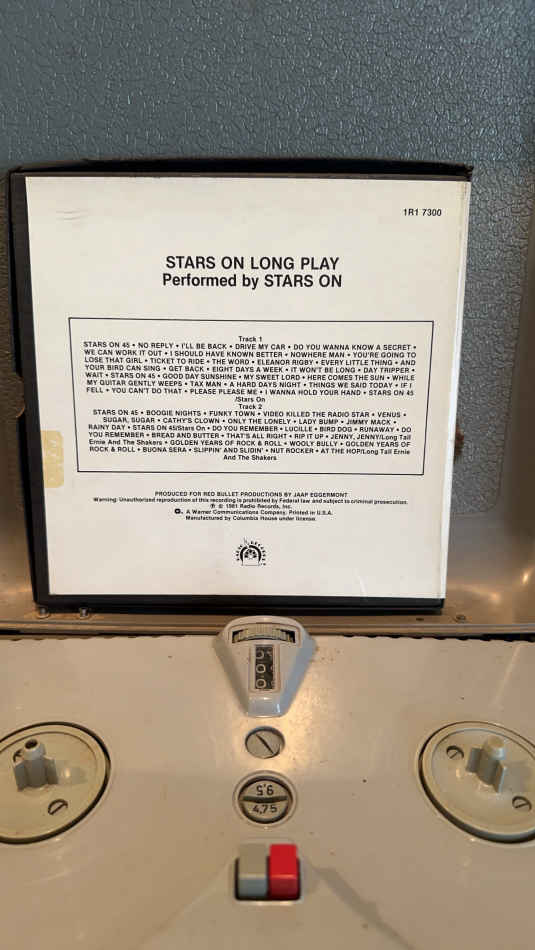 1R1 7300
STARS ON LONG PLAY
Performed by STARS ON
Track 1
STARS ON 45 • NO REPLY • I'LL BE BACK • DRIVE MY CAR • DO YOU WANNA KNOW A SECRET •
WE CAN WORK IT OUT • I SHOULD HAVE KNOWN BETTER • NOWHERE MAN • YOU'RE GOING TO
LOSE THAT GIRL • TICKET TO RIDE • THE WORD • ELEANOR RIGBY • EVERY LITTLE THING • AND
YOUR BIRD CAN SING • GET BACK • EIGHT DAYS A WEEK • IT WON'T BE LONG • DAY TRIPPER •
WAIT • STARS ON 45 • GOOD DAY SUNSHINE • MY SWEET LORD • HERE COMES THE SUN • WHILE
MY GUITAR GENTLY WEEPS • TAX MAN • A HARD DAYS NIGHT • THINGS WE SAID TODAY • IF I
FELL • YOU CAN'T DO THAT • PLEASE PLEASE ME • I WANNA HOLD YOUR HAND • STARS ON 45
/Stars On
Track 2
STARS ON 45 • BOOGIE NIGHTS • FUNKY TOWN • VIDEO KILLED THE RADIO STAR • VENUS •
SUGAR, SUGAR • CATHY'S CLOWN • ONLY THE LONELY • LADY BUMP • JIMMY MACK •
RAINY DAY • STARS ON 45/Stars On • DO YOU REMEMBER • LUCILLE • BIRD DOG • RUNAWAY • DO
YOU REMEMBER • BREAD AND BUTTER • THAT'S ALL RIGHT • RIP IT UP • JENNY, JENNY/Long Tall
Ernie And The Shakers • GOLDEN YEARS OF ROCK & ROLL • WOOLY BULLY • GOLDEN YEARS OF
ROCK & ROLL • BUONA SERA • SLIPPIN' AND SLIDIN' • NUT ROCKER • AT THE HOP/Long Tall Ernie
And The Shakers
PRODUCED FOR RED BULLET PRODUCTIONS BY JAAP EGGERMONT
Warning: Unauthorized reproduction of this recording is prohibited by Federal law and subject to criminal prosecution.
℗ © 1981 Radio Records, Inc.
A Warner Communications Company. Printed in U.S.A.
Manufactured by Columbia House under license.
9,5
4,75